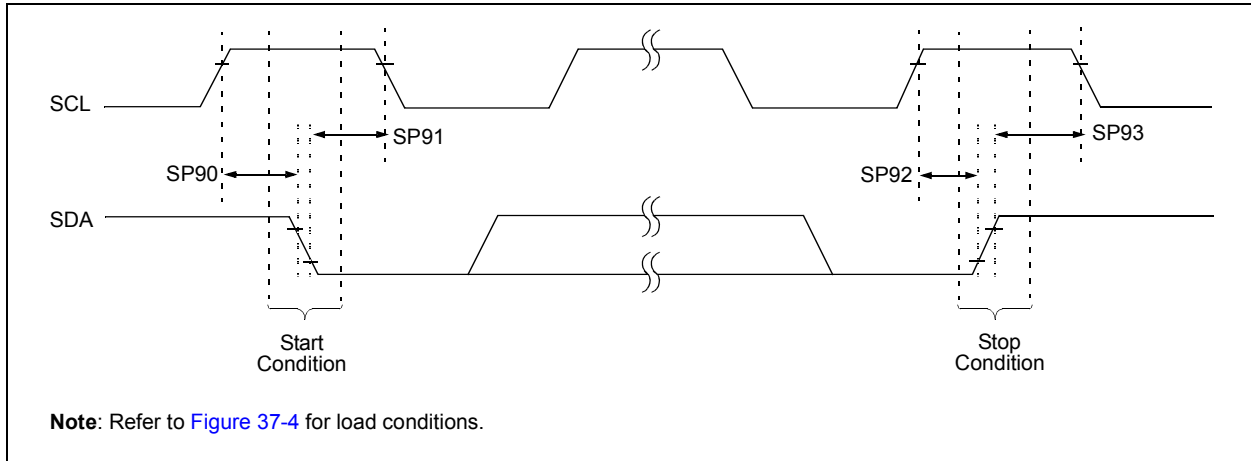 SCL
SP91
SP93
SP90
SP92
SDA
Start
Condition
Stop
Condition
Note: Refer to Figure 37-4 for load conditions.